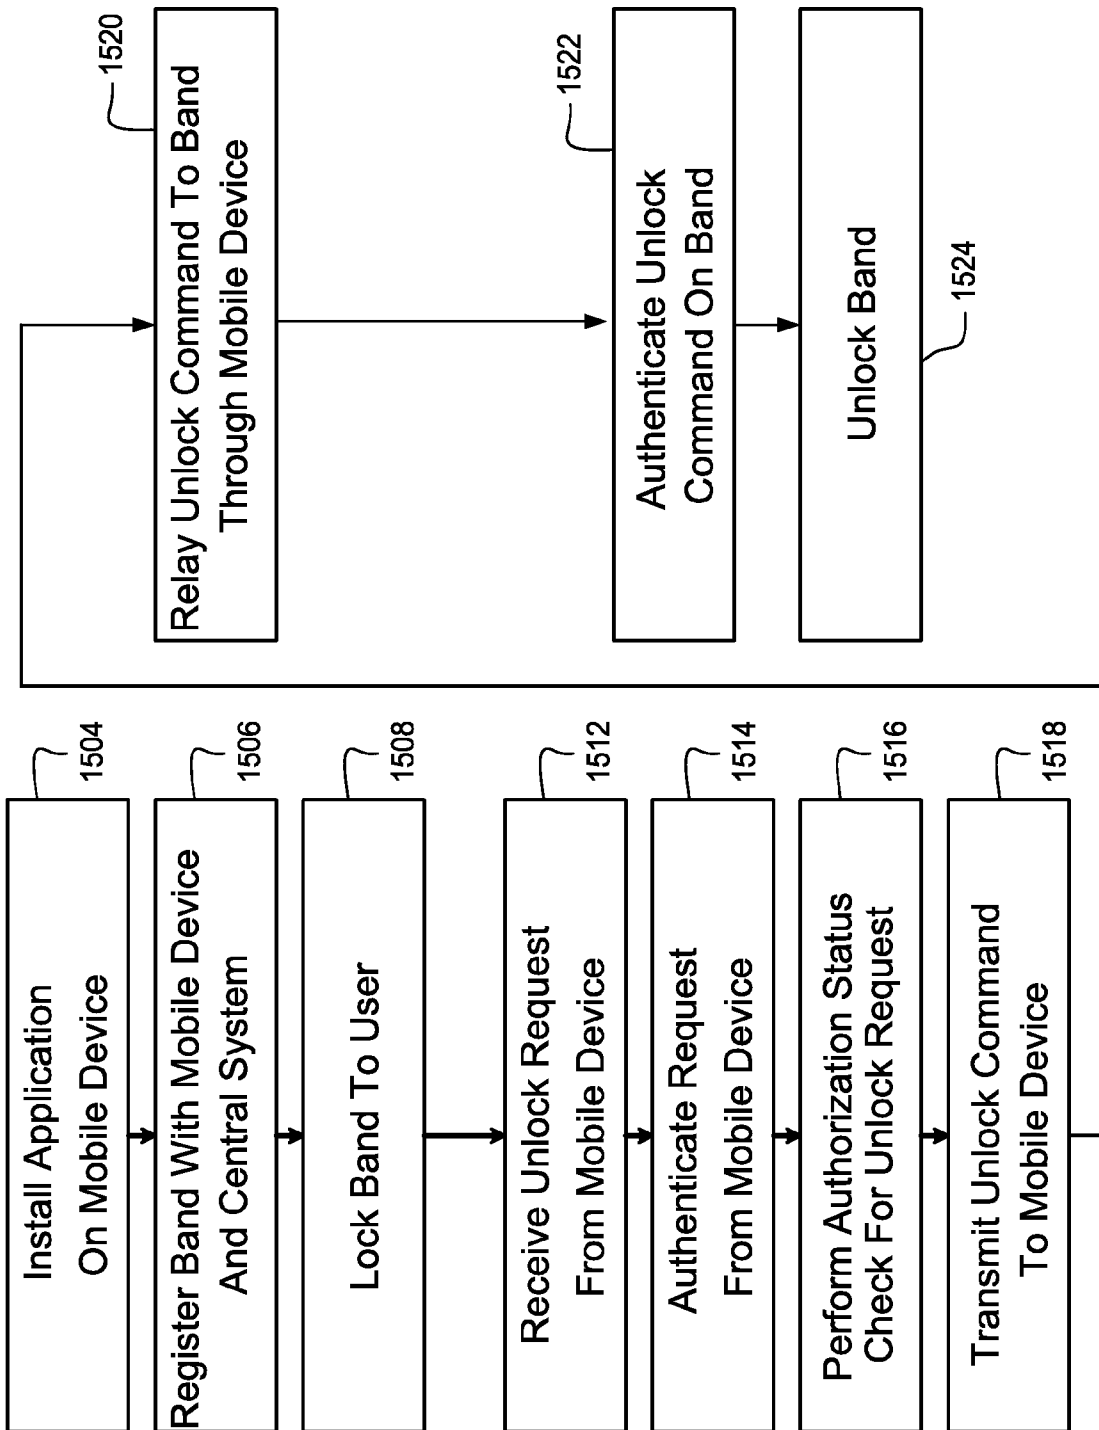 Install Application
On Mobile Device
1504
Register Band With Mobile Device
And Central System
1506
Lock Band To User
1508
Receive Unlock Request
From Mobile Device
1512
Authenticate Request
From Mobile Device
1514
Perform Authorization Status
Check For Unlock Request
1516
Transmit Unlock Command
To Mobile Device
1518
Relay Unlock Command To Band
Through Mobile Device
1520
Authenticate Unlock
Command On Band
1522
Unlock Band
1524